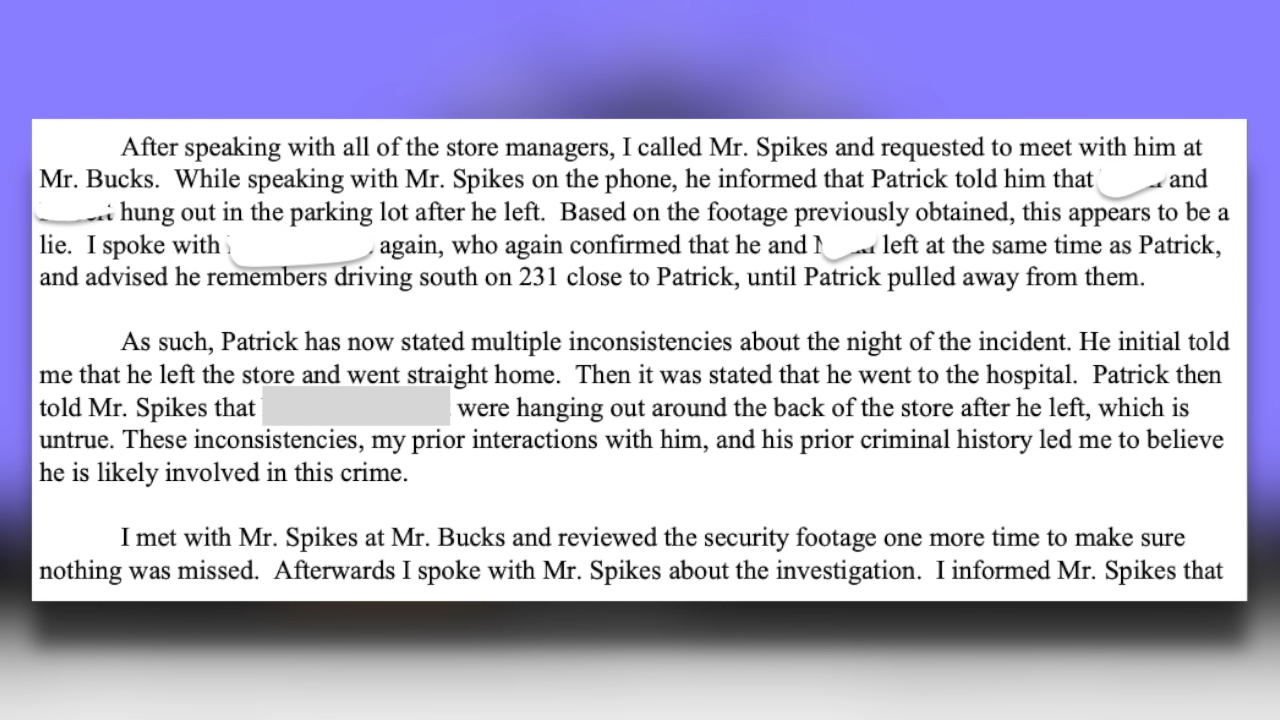 After speaking with all of the store managers, I called Mr. Spikes and requested to meet with him at
Mr. Bucks.  While speaking with Mr. Spikes on the phone, he informed that Patrick told him that and
hung out in the parking lot after he left.  Based on the footage previously obtained, this appears to be a
lie.  I spoke with again, who again confirmed that he and left at the same time as Patrick,
and advised he remembers driving south on 231 close to Patrick, until Patrick pulled away from them.
As such, Patrick has now stated multiple inconsistencies about the night of the incident. He initial told
me that he left the store and went straight home.  Then it was stated that he went to the hospital.  Patrick then
told Mr. Spikes that were hanging out around the back of the store after he left, which is
untrue. These inconsistencies, my prior interactions with him, and his prior criminal history led me to believe
he is likely involved in this crime.
I met with Mr. Spikes at Mr. Bucks and reviewed the security footage one more time to make sure
nothing was missed.  Afterwards I spoke with Mr. Spikes about the investigation.  I informed Mr. Spikes that